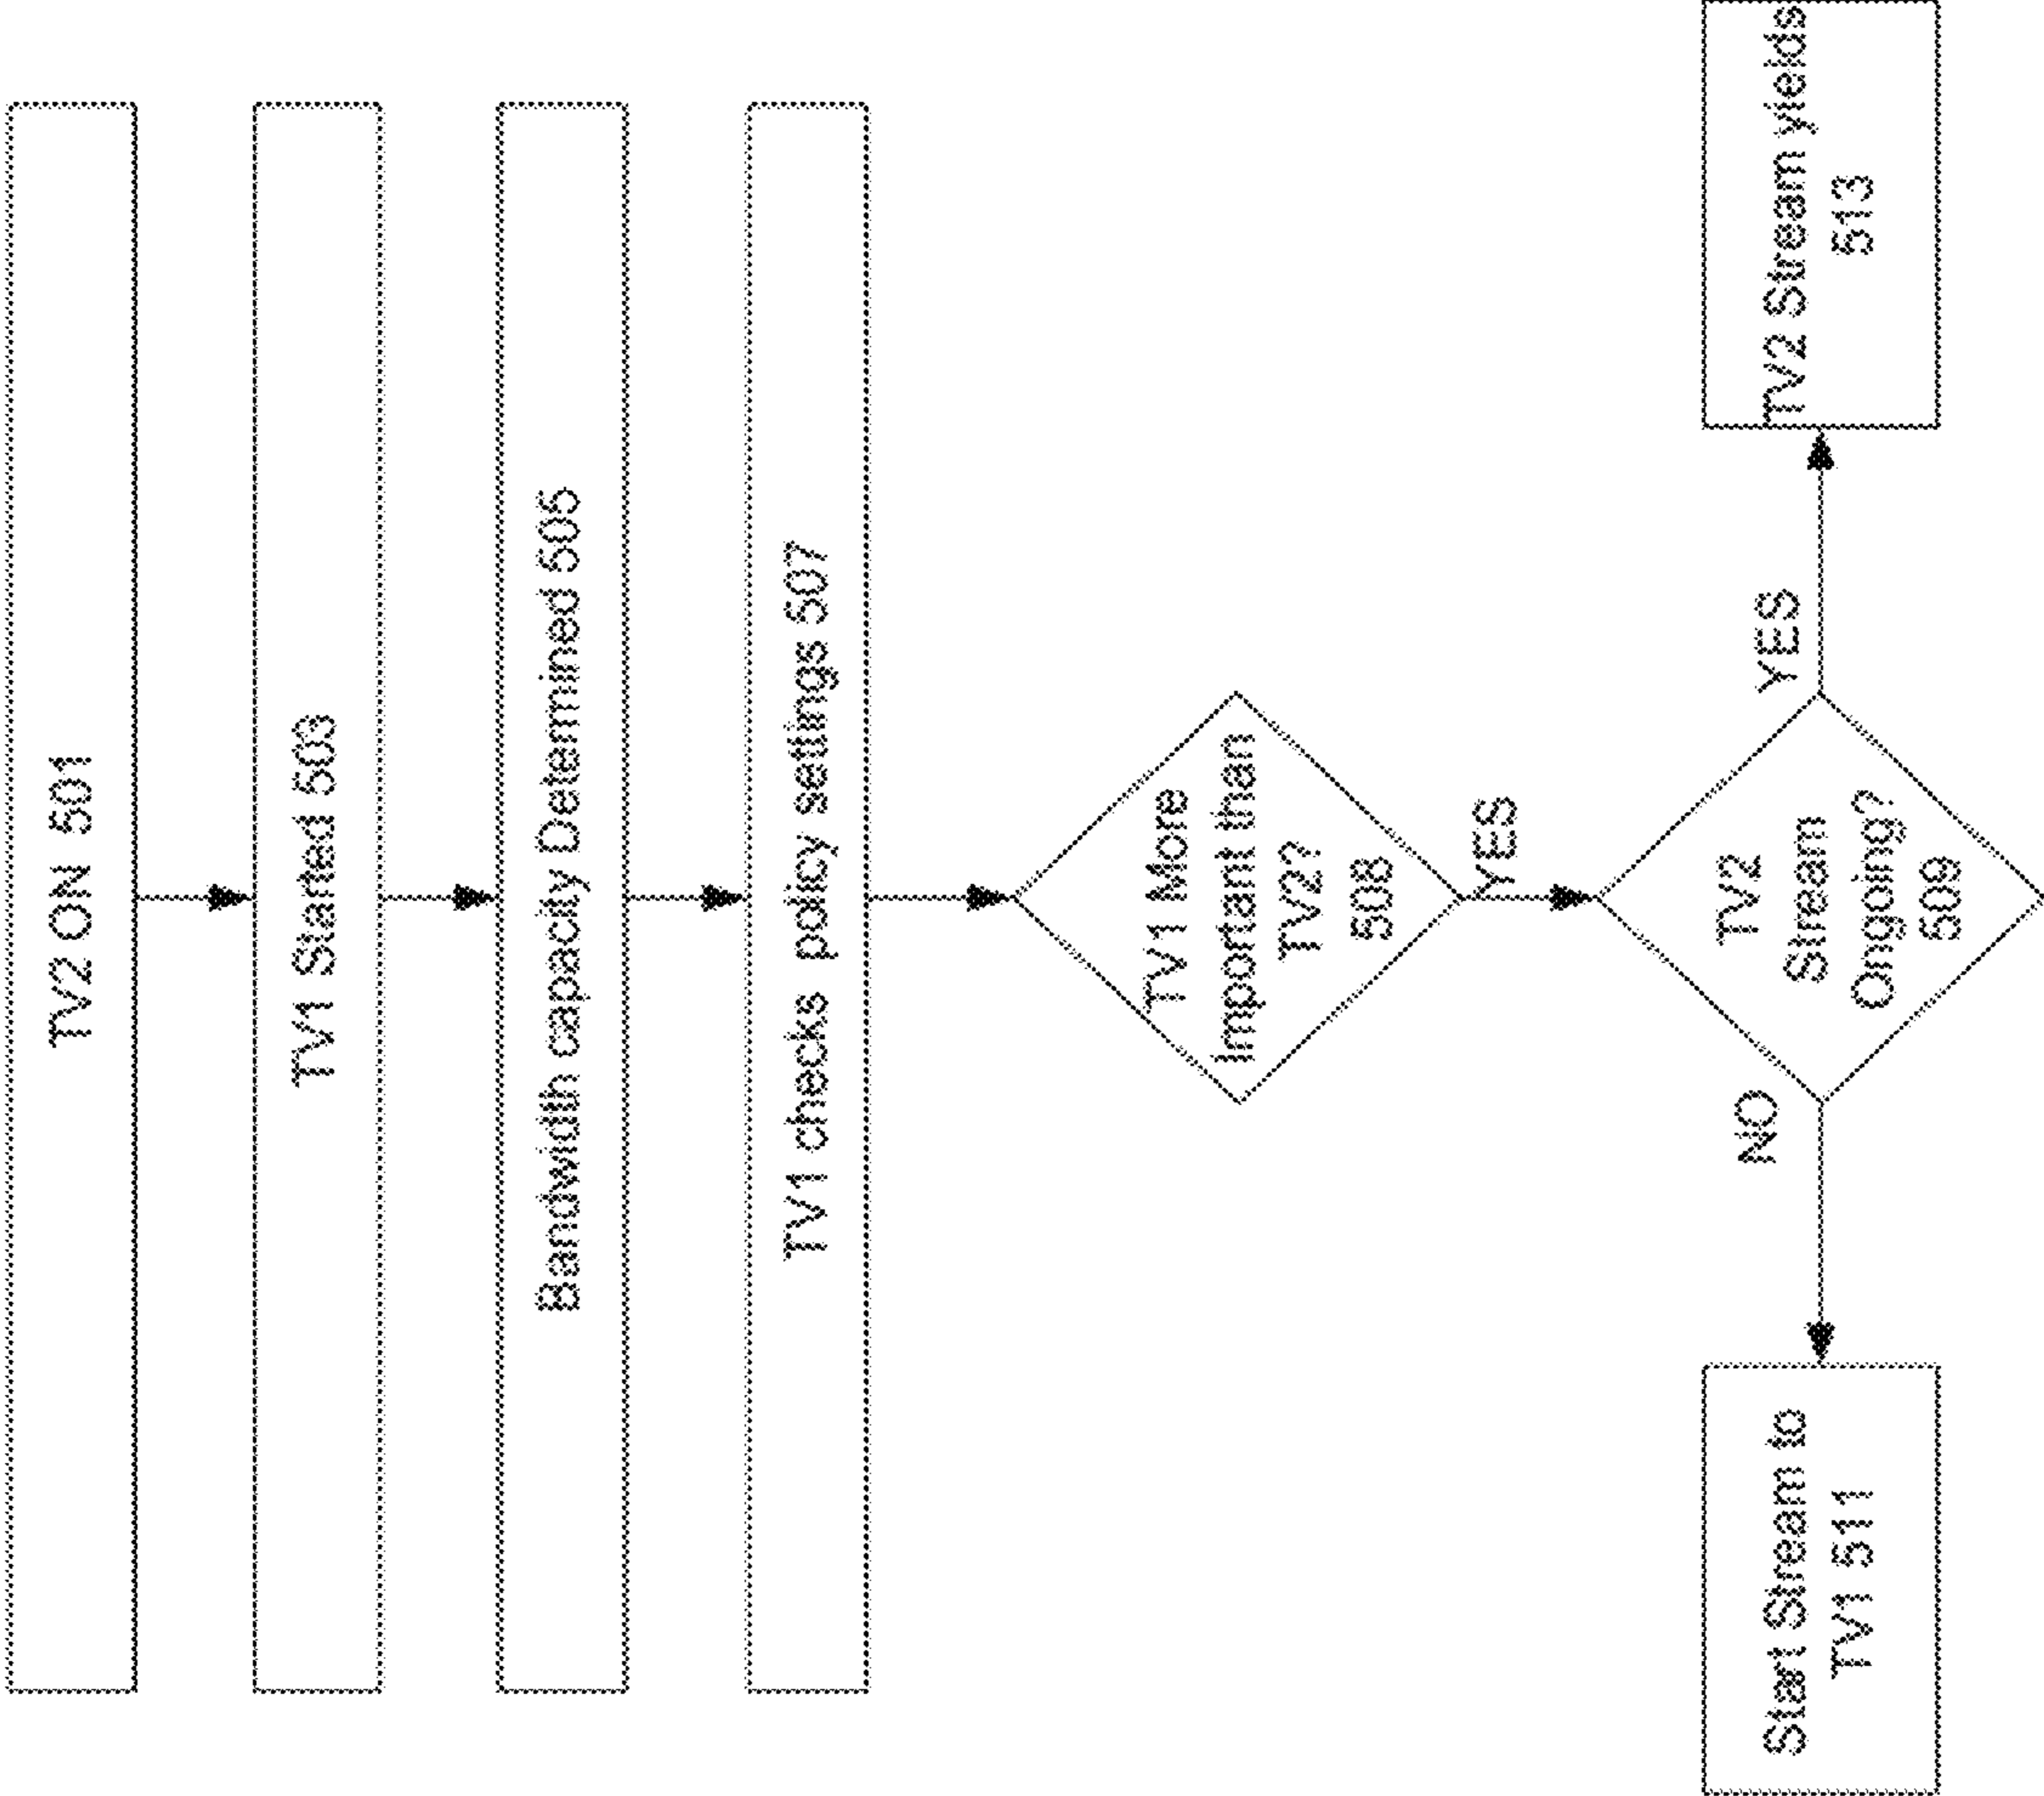 TV2 ON 501
TV1 Started 503
Bandwidth capacity Determined 505
TV1 checks policy settings 507
TV1 More
Important than
TV2?
508
YES
TV2
Stream
Ongoing?
509
NO
YES
Start Stream to
TV1 511
TV2 Stream yields
513